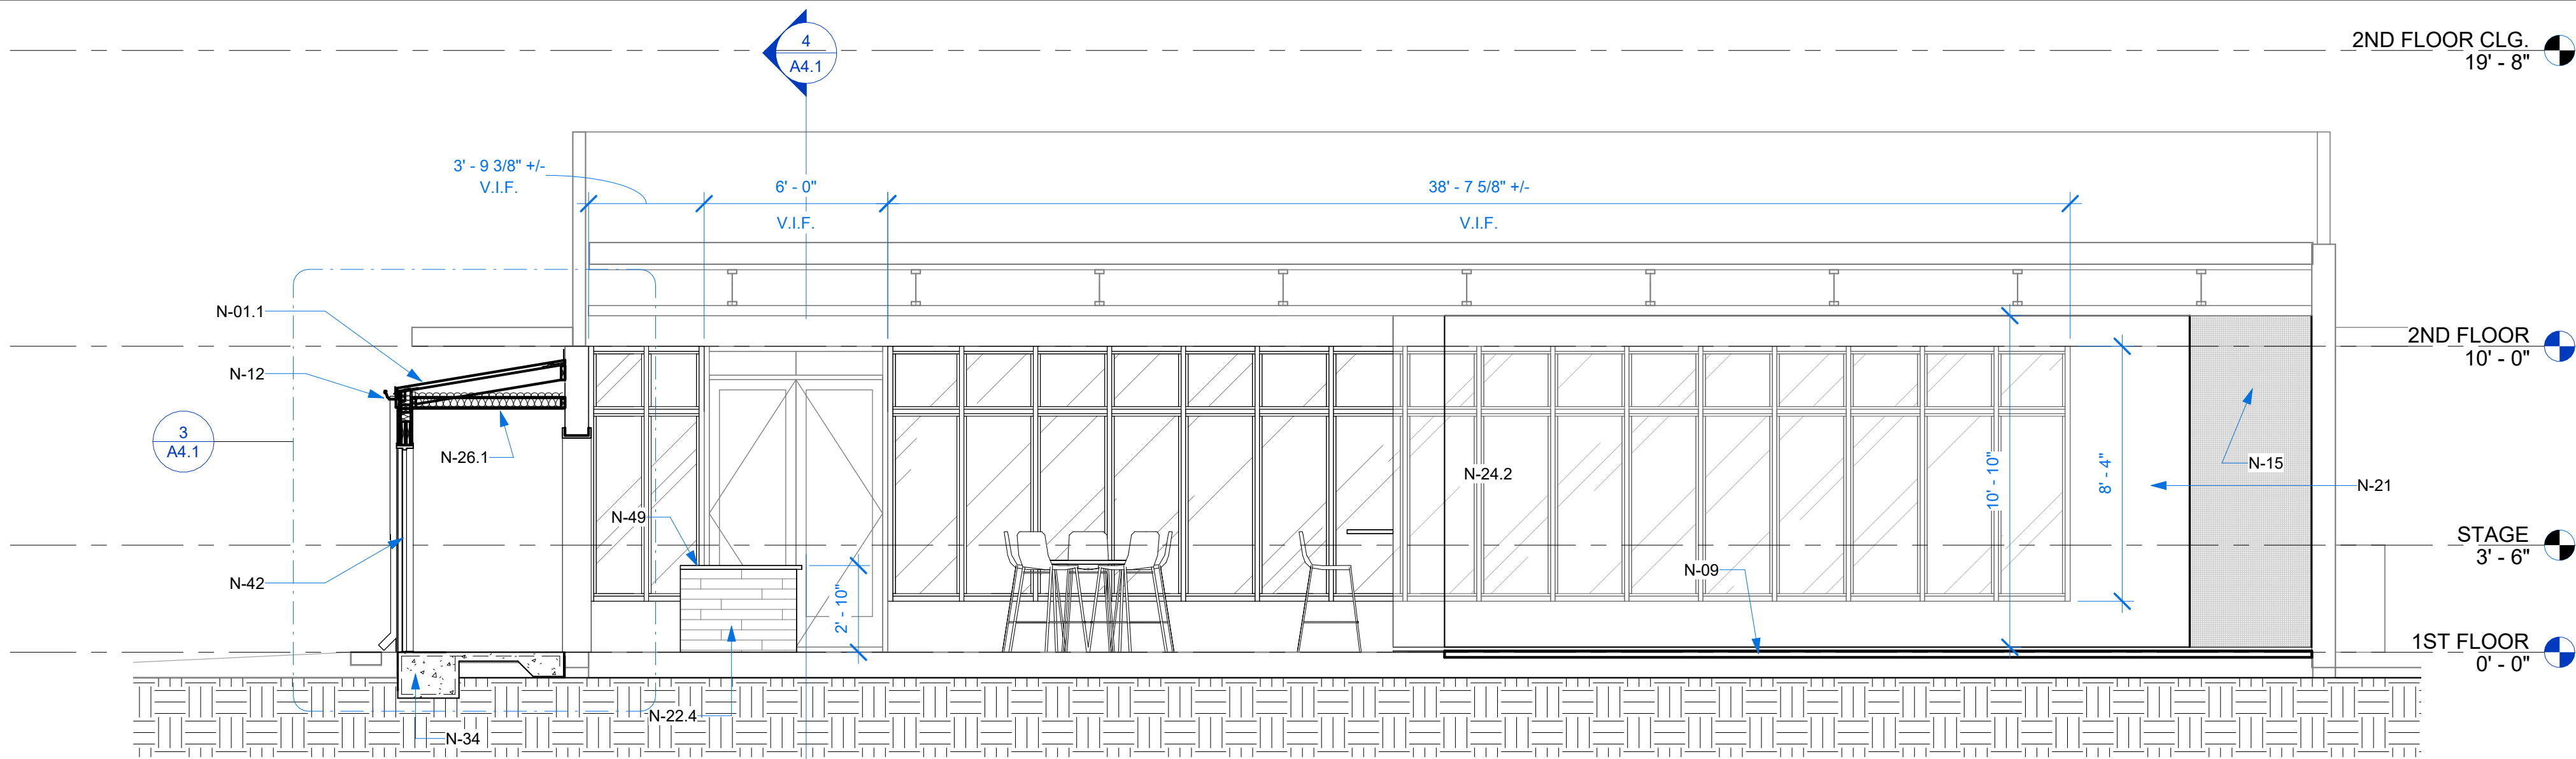 4
A4.1
2ND FLOOR CLG.
19' - 8"
3' - 9 3/8" +/-
V.I.F.
6' - 0"
V.I.F.
38' - 7 5/8" +/-
V.I.F.
N-01.1
N-12
3
A4.1
N-26.1
N-42
N-49
2' - 10"
N-22.4
N-34
N-24.2
N-09
10' - 10"
8' - 4"
N-15
N-21
2ND FLOOR
10' - 0"
STAGE
3' - 6"
1ST FLOOR
0' - 0"